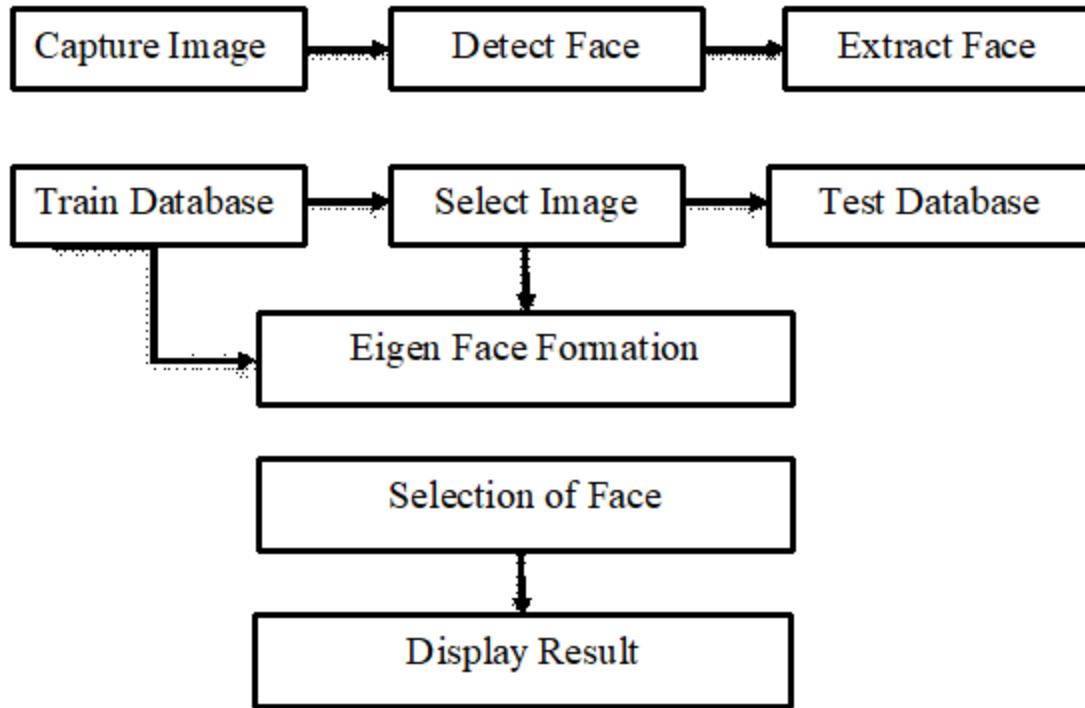 Capture Image
Detect Face
Extract Face
Train Database
Select Image
Test Database
Eigen Face Formation
Selection of Face
Display Result